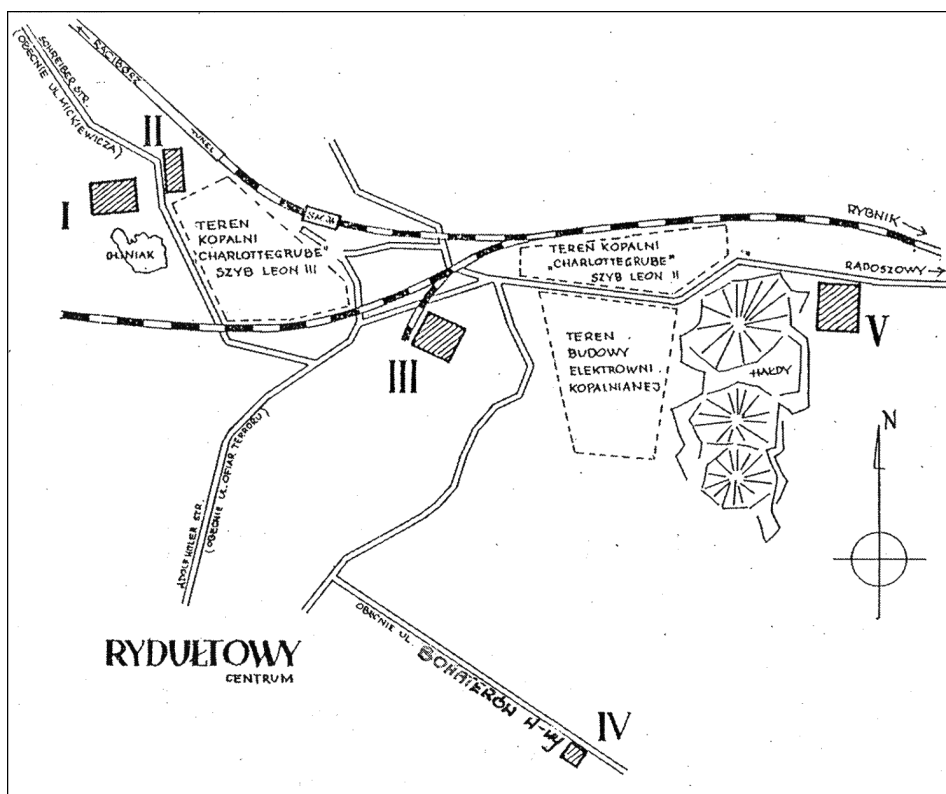 SCHREIBER STR.
(OBECNIE UL. MICKIEWICZA)
RACIBÓRZ
TUNEL
II
I
GLINIAK
TEREN
KOPALNI
„CHARLOTTEGRUBE”
SZYB LEON III
TEREN KOPALNI
„CHARLOTTEGRUBE”
SZYB LEON II
RYBNIK
RADOSZOWY
V
III
TEREN
BUDOWY
ELEKTROWNI
KOPALNIANEJ
HAŁDY
N
ADOLF HITLER STR.
(OBECNIE UL. OFIAR TERRORU)
RYDUŁTOWY
CENTRUM
OBECNIE UL. BOHATERÓW W-WY
IV